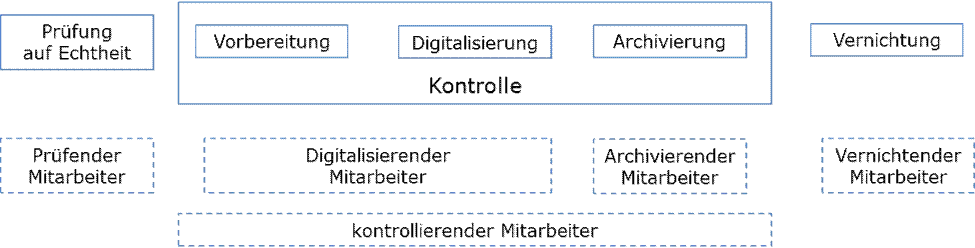 Prüfung
auf Echtheit
Vorbereitung
Digitalisierung
Archivierung
Vernichtung
Kontrolle
Prüfender
Mitarbeiter
Digitalisierender
Mitarbeiter
Archivierender
Mitarbeiter
Vernichtender
Mitarbeiter
kontrollierender Mitarbeiter